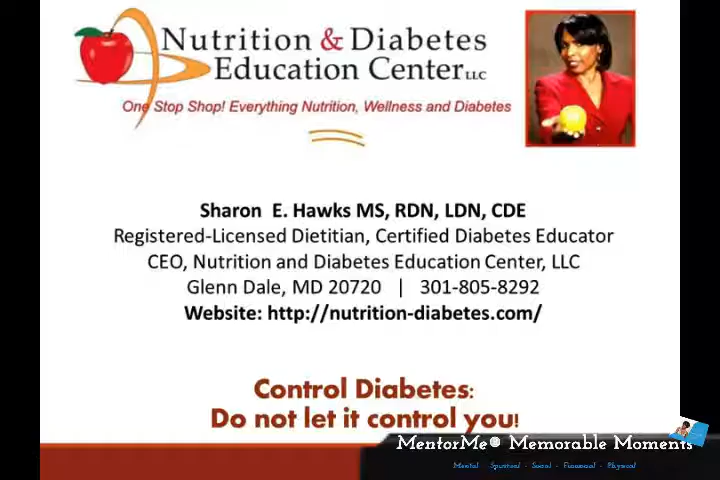 Nutrition & Diabetes
Education Center LLC
One Stop Shop! Everything Nutrition, Wellness and Diabetes
Sharon E. Hawks MS, RDN, LDN, CDE
Registered-Licensed Dietitian, Certified Diabetes Educator
CEO, Nutrition and Diabetes Education Center, LLC
Glenn Dale, MD 20720 | 301-805-8292
Website: http://nutrition-diabetes.com/
Control Diabetes:
Do not let it control you!
MentorMe® Memorable Moments
Mental - Spiritual - Social - Financial - Physical